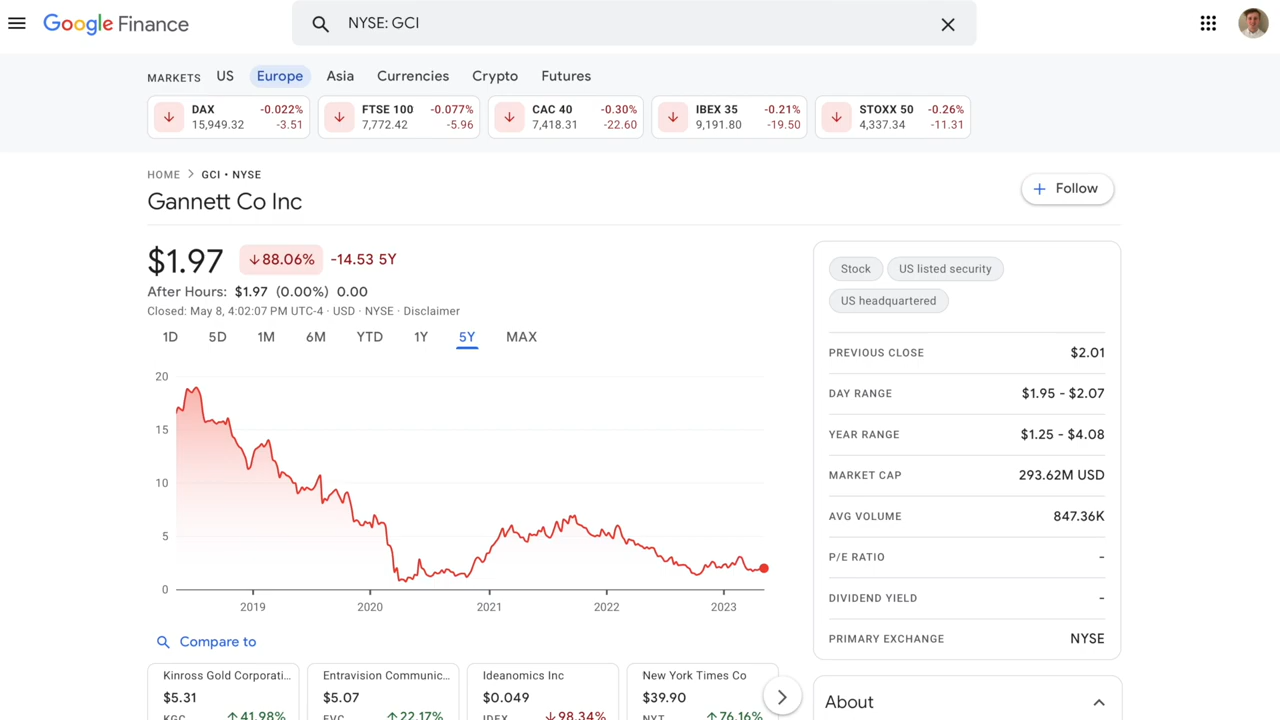 Google Finance
NYSE: GCI
MARKETS US Europe Asia Currencies Crypto Futures
DAX -0.022%
15,949.32 -3.51
FTSE 100 -0.077%
7,772.42 -5.96
CAC 40 -0.30%
7,418.31 -22.60
IBEX 35 -0.21%
9,191.80 -19.50
STOXX 50 -0.26%
4,337.34 -11.31
HOME > GCI • NYSE
Gannett Co Inc
+ Follow
$1.97 ↓88.06% -14.53 5Y
After Hours: $1.97 (0.00%) 0.00
Closed: May 8, 4:02:07 PM UTC-4 · USD · NYSE · Disclaimer
1D 5D 1M 6M YTD 1Y 5Y MAX
20
15
10
5
0
2019 2020 2021 2022 2023
Compare to
Kinross Gold Corporati...
$5.31
KGC ↑41.98%
Entravision Communic...
$5.07
EVC ↑22.17%
Ideanomics Inc
$0.049
IDEX ↓98.34%
New York Times Co
$39.90
NYT ↑76.16%
Stock US listed security
US headquartered
PREVIOUS CLOSE $2.01
DAY RANGE $1.95 - $2.07
YEAR RANGE $1.25 - $4.08
MARKET CAP 293.62M USD
AVG VOLUME 847.36K
P/E RATIO -
DIVIDEND YIELD -
PRIMARY EXCHANGE NYSE
About